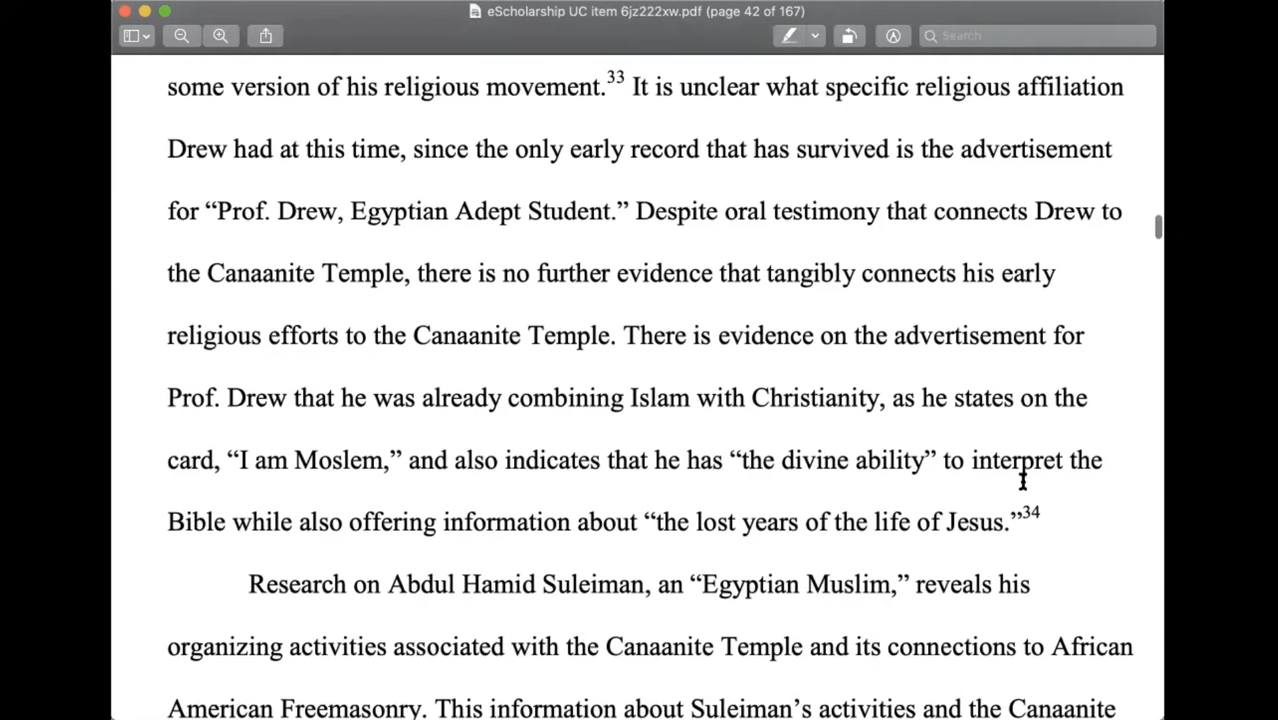 eScholarship UC item 6jz222xw.pdf (page 42 of 167)
Search
some version of his religious movement.33 It is unclear what specific religious affiliation
Drew had at this time, since the only early record that has survived is the advertisement
for “Prof. Drew, Egyptian Adept Student.” Despite oral testimony that connects Drew to
the Canaanite Temple, there is no further evidence that tangibly connects his early
religious efforts to the Canaanite Temple. There is evidence on the advertisement for
Prof. Drew that he was already combining Islam with Christianity, as he states on the
card, “I am Moslem,” and also indicates that he has “the divine ability” to interpret the
Bible while also offering information about “the lost years of the life of Jesus.”34
Research on Abdul Hamid Suleiman, an “Egyptian Muslim,” reveals his
organizing activities associated with the Canaanite Temple and its connections to African
American Freemasonry. This information about Suleiman’s activities and the Canaanite